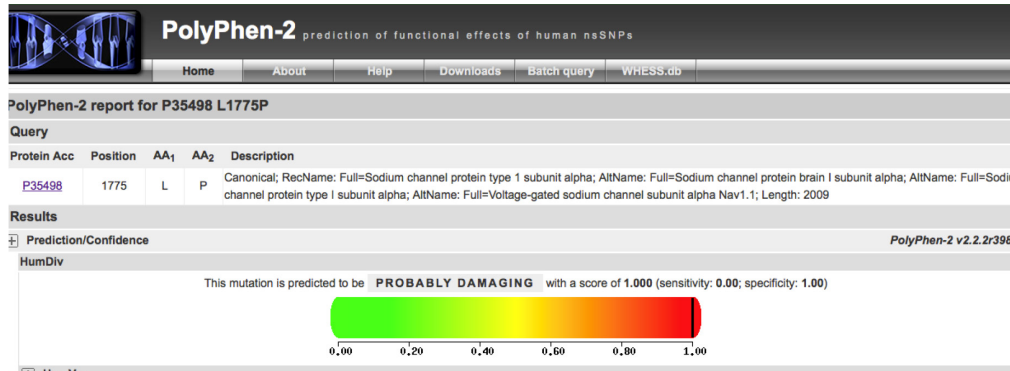 PolyPhen-2 prediction of functional effects of human nsSNPs
Home About Help Downloads Batch query WHESS.db
PolyPhen-2 report for P35498 L1775P
Query
Protein Acc Position AA1 AA2 Description
P35498 1775 L P Canonical; RecName: Full=Sodium channel protein type 1 subunit alpha; AltName: Full=Sodium channel protein brain I subunit alpha; AltName: Full=Sodi
channel protein type I subunit alpha; AltName: Full=Voltage-gated sodium channel subunit alpha Nav1.1; Length: 2009
Results
Prediction/Confidence PolyPhen-2 v2.2.2r398
HumDiv
This mutation is predicted to be PROBABLY DAMAGING with a score of 1.000 (sensitivity: 0.00; specificity: 1.00)
0.00 0.20 0.40 0.60 0.80 1.00